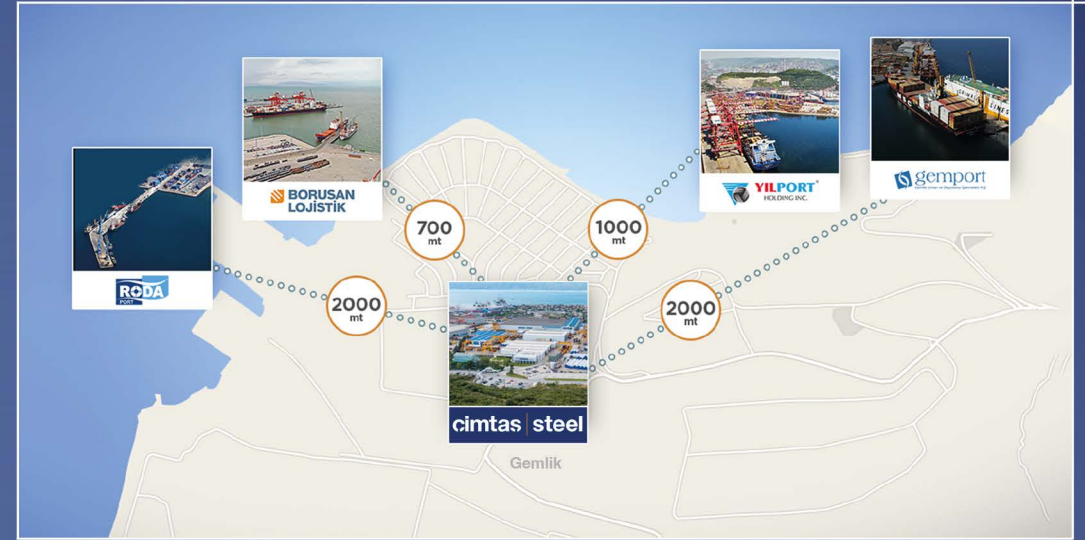 BORUSAN
LOJİSTİK
YILPORT
HOLDING INC.
gemport
RODA
PORT
700
mt
1000
mt
2000
mt
2000
mt
cimtas steel
Gemlik